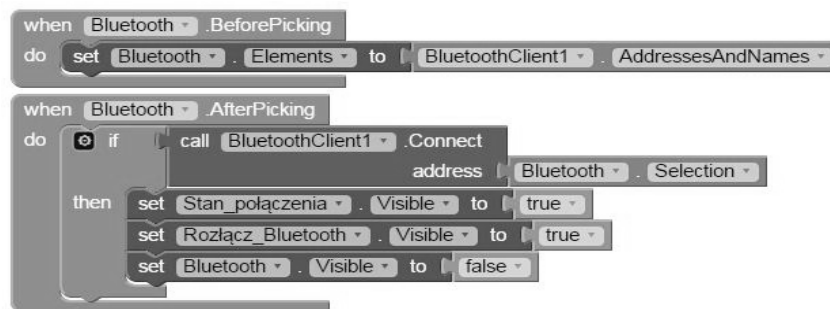 when Bluetooth .BeforePicking
do set Bluetooth . Elements to BluetoothClient1 . AddressesAndNames
when Bluetooth .AfterPicking
do if call BluetoothClient1 .Connect
address Bluetooth . Selection
then set Stan_połączenia . Visible to true
set Rozłącz_Bluetooth . Visible to true
set Bluetooth . Visible to false